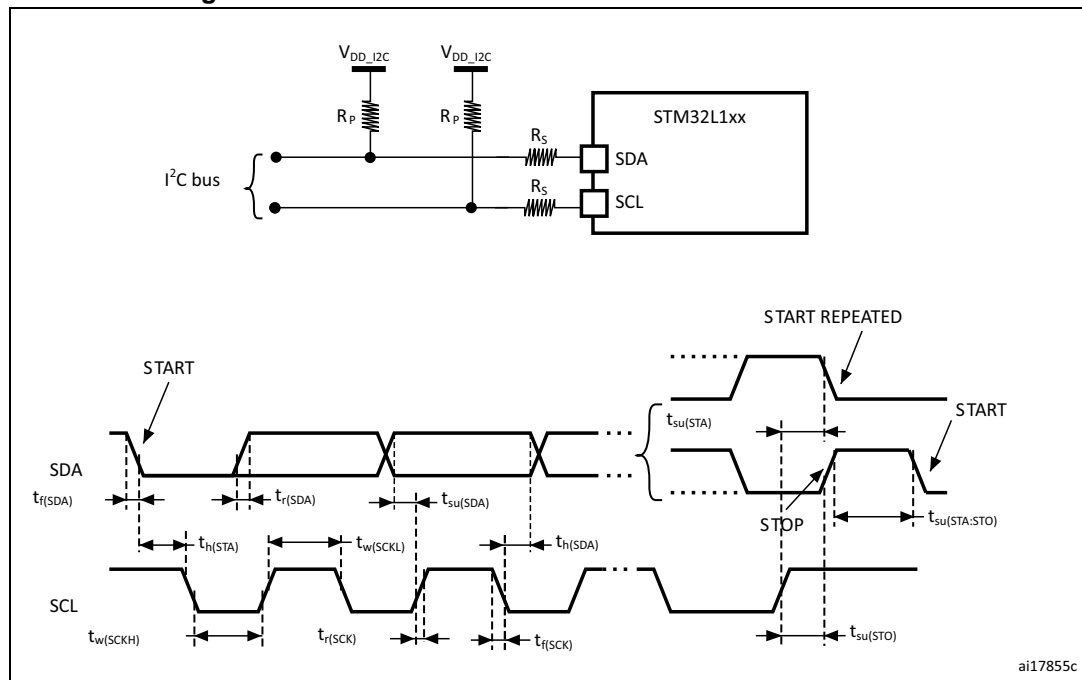 V_DD_I2C V_DD_I2C
R_P R_P
STM32L1xx
R_S
SDA
I²C bus
R_S
SCL
START REPEATED
START
START
t_su(STA)
SDA
t_f(SDA) t_r(SDA) t_su(SDA)
STOP t_su(STA:STO)
t_h(STA) t_w(SCKL) t_h(SDA)
SCL
t_w(SCKH) t_r(SCK) t_f(SCK) t_su(STO)
ai17855c